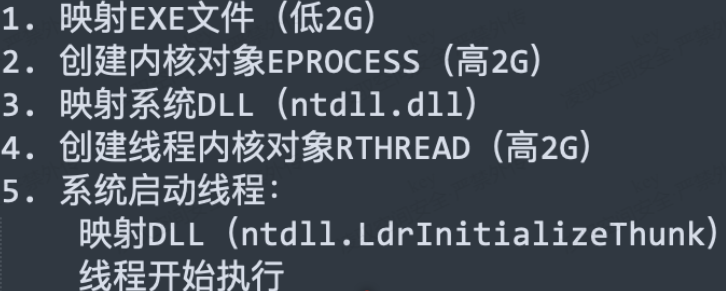 1. 映射EXE文件（低2G）
2. 创建内核对象EPROCESS（高2G）
3. 映射系统DLL（ntdll.dll）
4. 创建线程内核对象RTHREAD（高2G）
5. 系统启动线程：
映射DLL（ntdll.LdrInitializeThunk）
线程开始执行